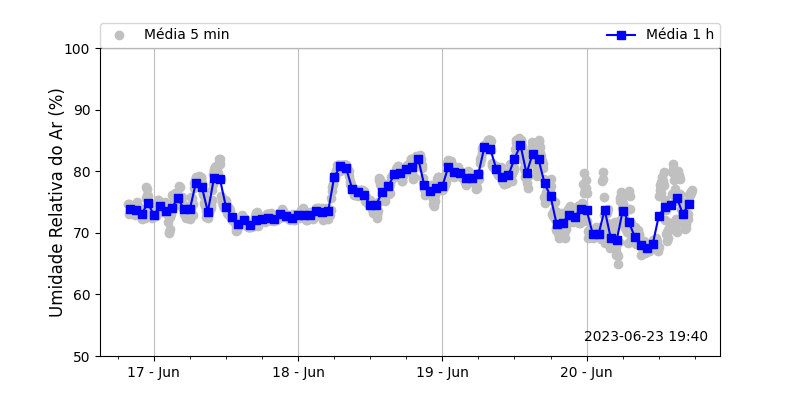 Média 5 min
Média 1 h
Umidade Relativa do Ar (%)
100
90
80
70
60
50
2023-06-23 19:40
17 - Jun
18 - Jun
19 - Jun
20 - Jun